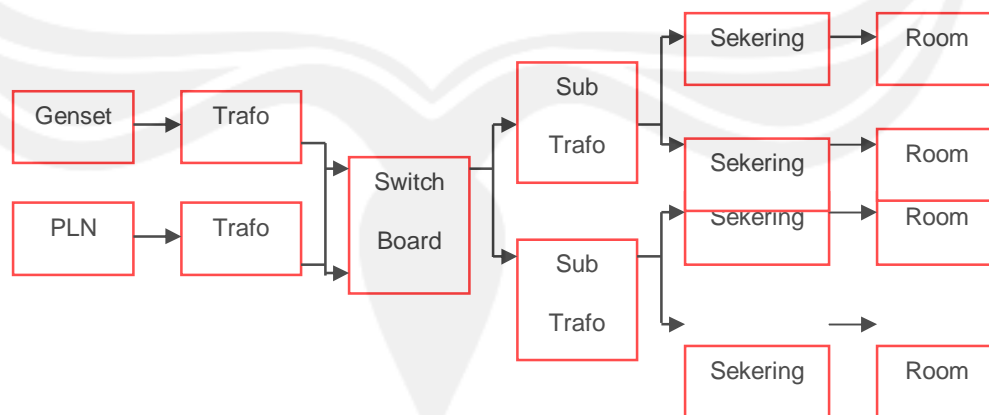 Genset
Trafo
PLN
Trafo
Switch
Board
Sub
Trafo
Sub
Trafo
Sekering
Room
Sekering
Room
Sekering
Room
Sekering
Room